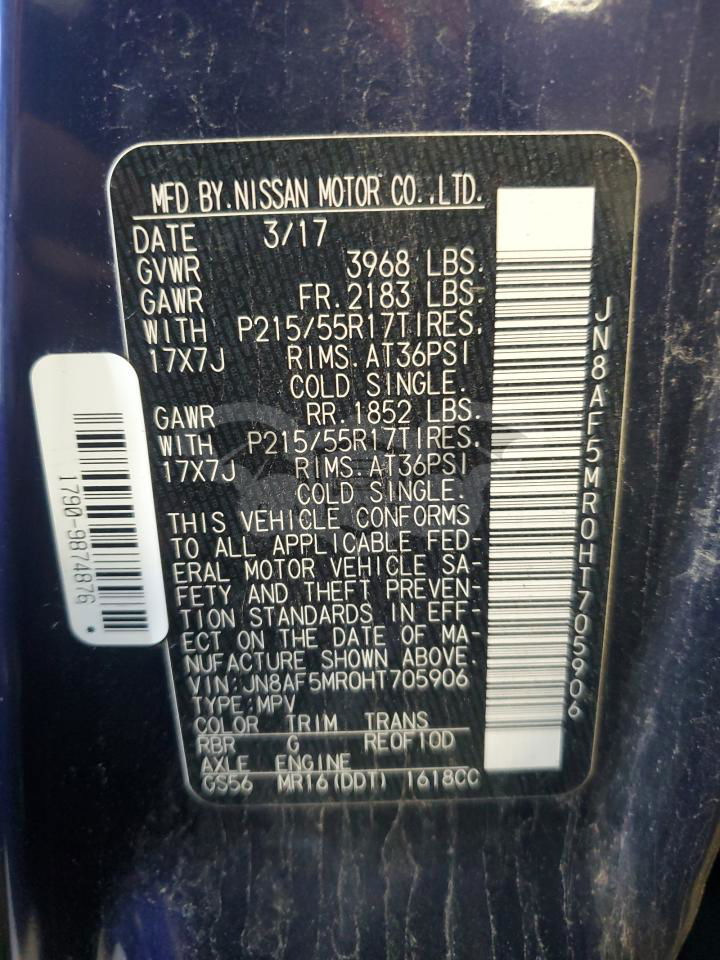 MFD BY.NISSAN MOTOR CO.,LTD.
DATE 3/17
GVWR 3968 LBS.
GAWR FR.2183 LBS.
WITH P215/55R17TIRES,
17X7J RIMS.AT36PSI
COLD SINGLE.
GAWR RR.1852 LBS.
WITH P215/55R17TIRES.
17X7J RIMS.AT36PSI
COLD SINGLE.
THIS VEHICLE CONFORMS
TO ALL APPLICABLE FED-
ERAL MOTOR VEHICLE SA-
FETY AND THEFT PREVEN-
TION STANDARDS IN EFF-
ECT ON THE DATE OF MA-
NUFACTURE SHOWN ABOVE.
VIN:JN8AF5MR0HT705906
TYPE:MPV
COLOR TRIM TRANS
RBR G RE0F10D
AXLE ENGINE
GS56 MR16(DDT) 1618CC
JN8AF5MR0HT705906
1790-9874876*